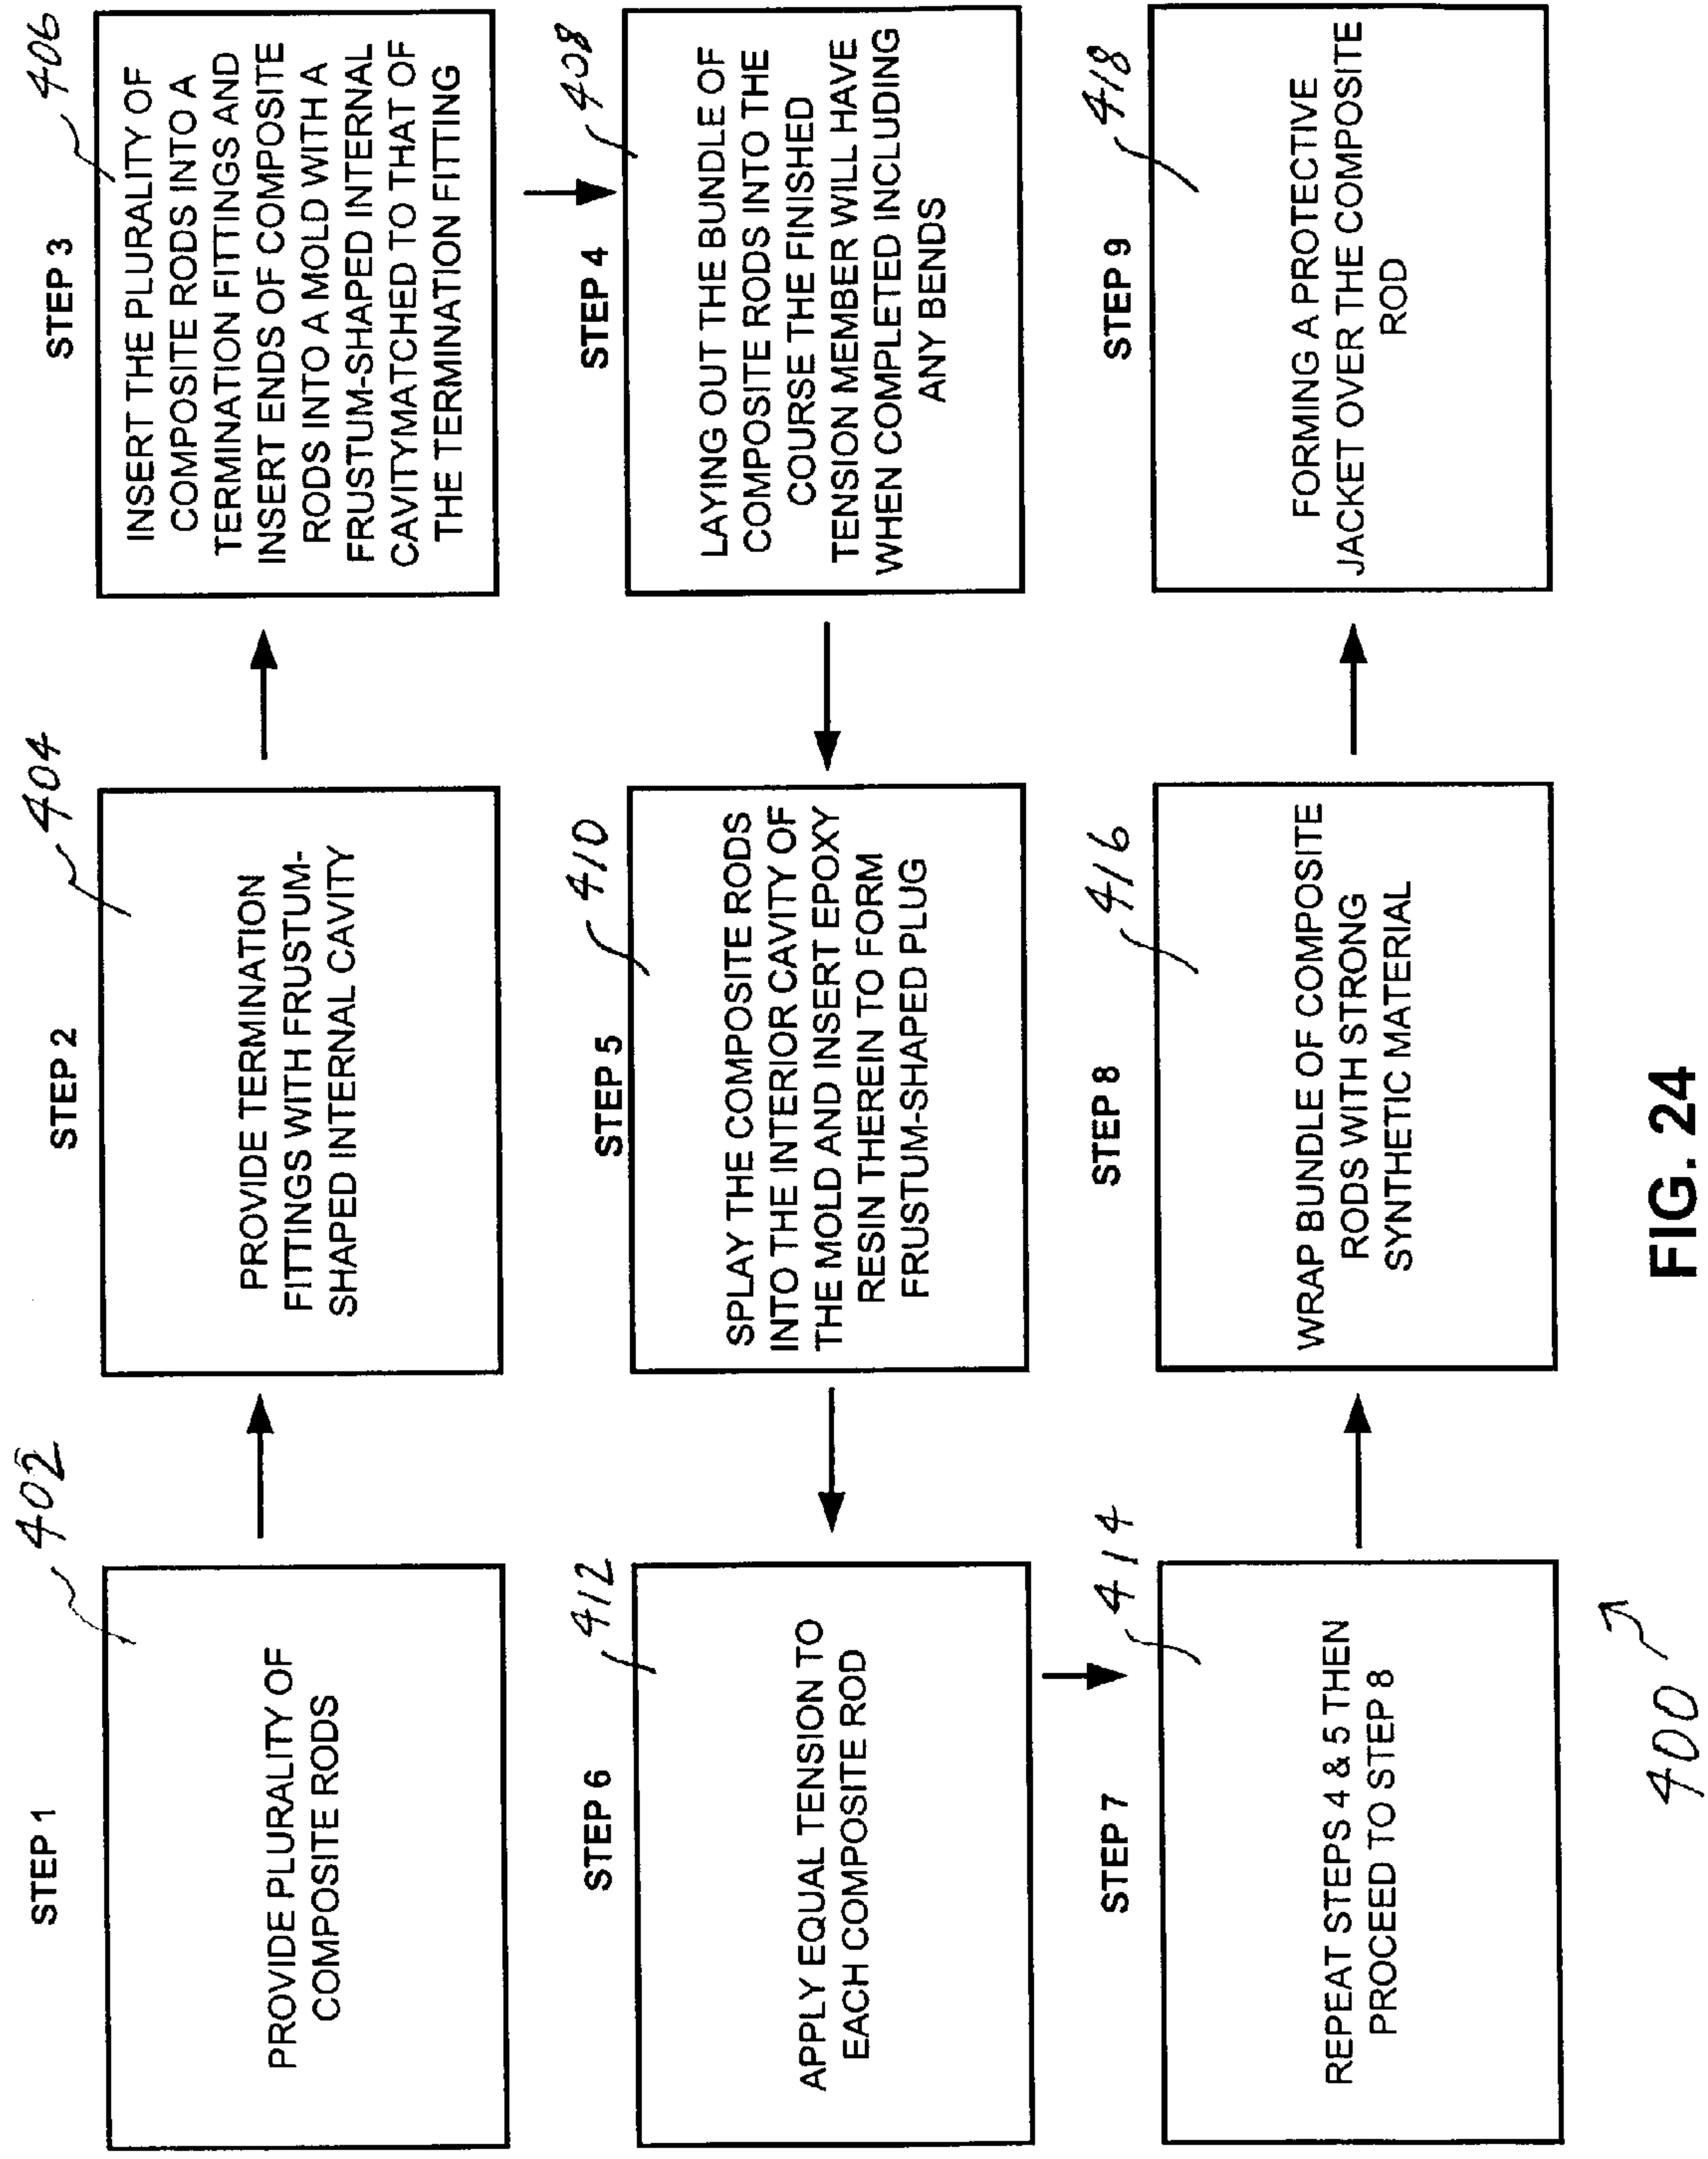 STEP 1
402
PROVIDE PLURALITY OF
COMPOSITE RODS
STEP 2
404
PROVIDE TERMINATION
FITTINGS WITH FRUSTUM-
SHAPED INTERNAL CAVITY
STEP 3
406
INSERT THE PLURALITY OF
COMPOSITE RODS INTO A
TERMINATION FITTINGS AND
INSERT ENDS OF COMPOSITE
RODS INTO A MOLD WITH A
FRUSTUM-SHAPED INTERNAL
CAVITYMATCHED TO THAT OF
THE TERMINATION FITTING
STEP 4
408
LAYING OUT THE BUNDLE OF
COMPOSITE RODS INTO THE
COURSE THE FINISHED
TENSION MEMBER WILL HAVE
WHEN COMPLETED INCLUDING
ANY BENDS
STEP 5
410
SPLAY THE COMPOSITE RODS
INTO THE INTERIOR CAVITY OF
THE MOLD AND INSERT EPOXY
RESIN THEREIN TO FORM
FRUSTUM-SHAPED PLUG
STEP 6
412
APPLY EQUAL TENSION TO
EACH COMPOSITE ROD
STEP 7
414
REPEAT STEPS 4 & 5 THEN
PROCEED TO STEP 8
STEP 8
416
WRAP BUNDLE OF COMPOSITE
RODS WITH STRONG
SYNTHETIC MATERIAL
STEP 9
418
FORMING A PROTECTIVE
JACKET OVER THE COMPOSITE
ROD
400
FIG. 24